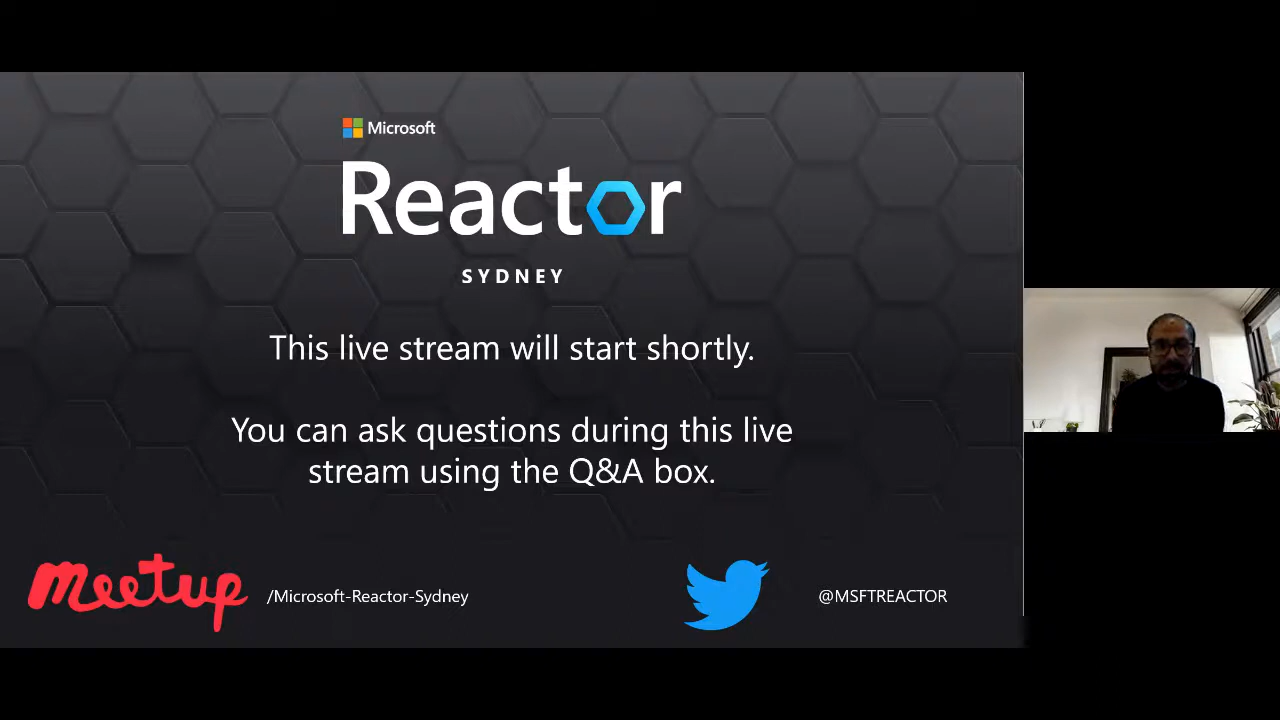 Microsoft
Reactor
SYDNEY
This live stream will start shortly.
You can ask questions during this live
stream using the Q&A box.
meetup
/Microsoft-Reactor-Sydney
@MSFTREACTOR